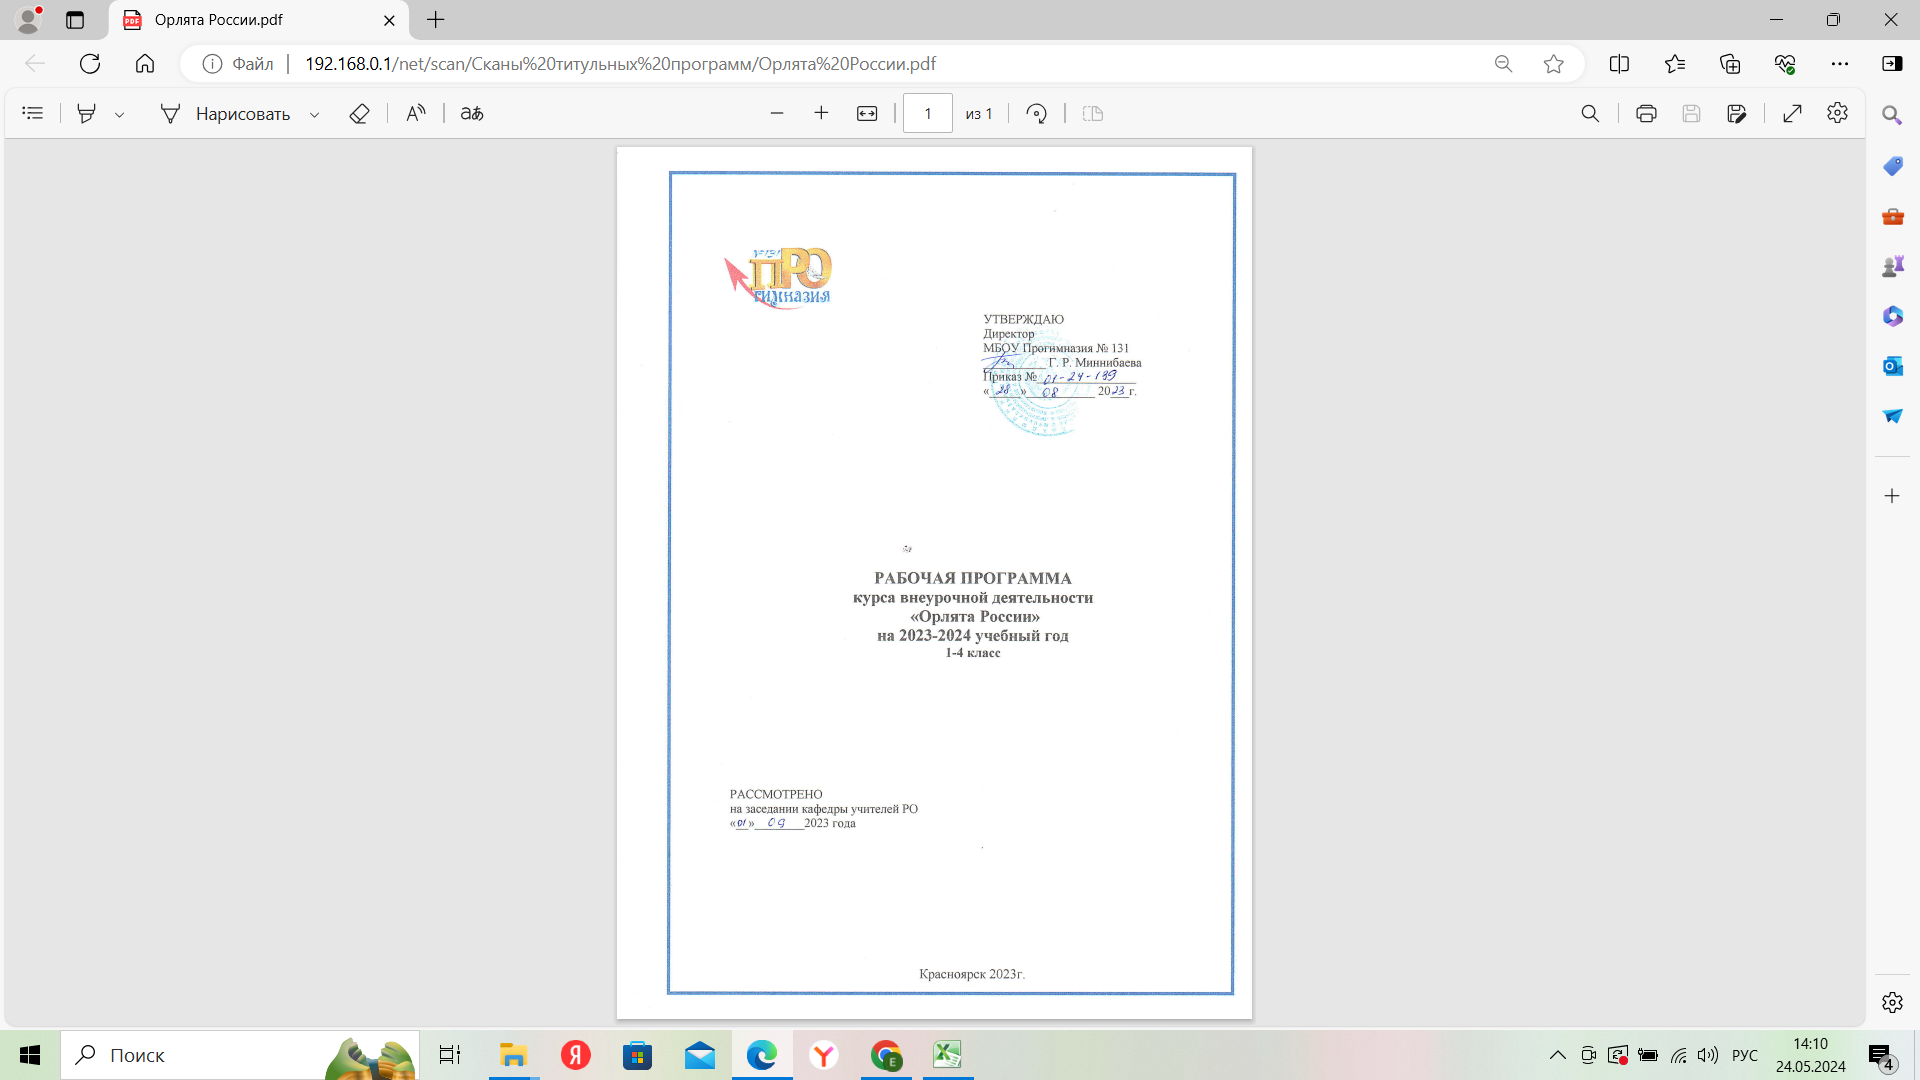 Орлята России.pdf
Файл
192.168.0.1/net/scan/Сканы%20титульных%20программ/Орлята%20России.pdf
Нарисовать
1
из 1
ПРО
гимназия
УТВЕРЖДАЮ
Директор
МБОУ Прогимназия № 131
Г. Р. Миннибаева
Приказ № 01-24-139
«28» 08 2023г.
РАБОЧАЯ ПРОГРАММА
курса внеурочной деятельности
«Орлята России»
на 2023-2024 учебный год
1-4 класс
РАССМОТРЕНО
на заседании кафедры учителей РО
«01» 09 2023 года
Красноярск 2023г.
Поиск
РУС
14:10
24.05.2024
4